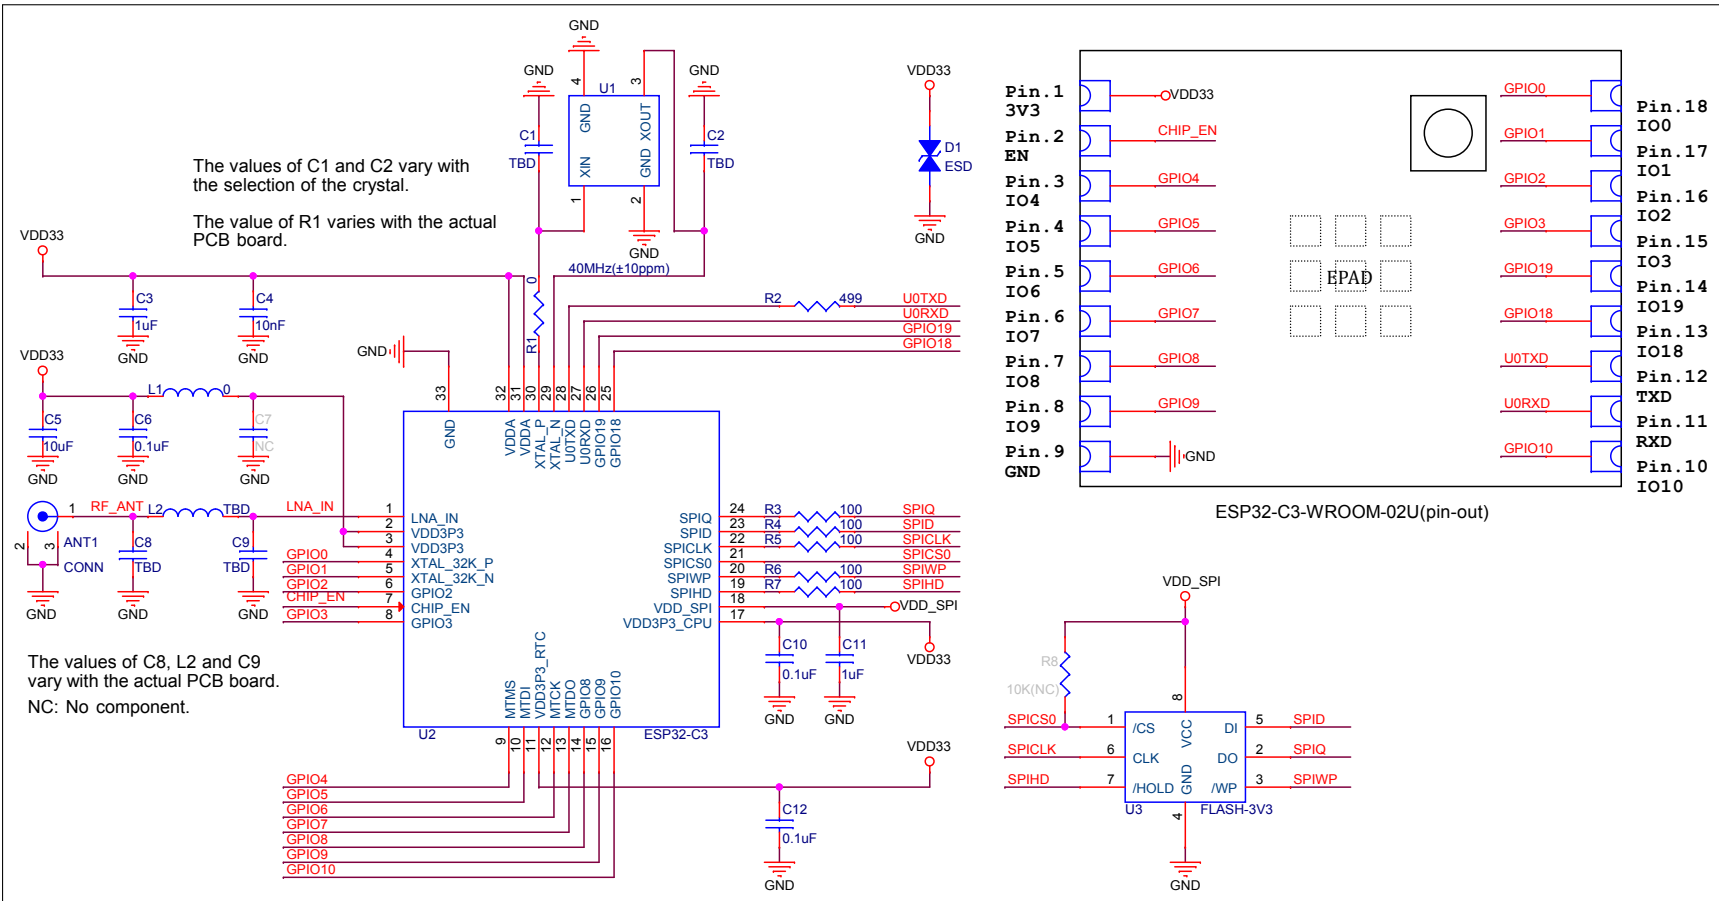 GND
GND
4
3
GND
U1
GND
XOUT
C1
TBD
XIN
GND
C2
TBD
1
2
GND
40MHz(±10ppm)
The values of C1 and C2 vary with
the selection of the crystal.
The value of R1 varies with the actual
PCB board.
VDD33
D1
ESD
GND
VDD33
C3
1uF
GND
C4
10nF
GND
0
R1
R2
499
U0TXD
U0RXD
GPIO19
GPIO18
GND
VDD33
L1
0
C5
10uF
GND
C6
0.1uF
GND
C7
NC
GND
33
32
31
30
29
28
27
26
25
GND
VDDA
VDDA
XTAL_P
XTAL_N
U0TXD
U0RXD
GPIO19
GPIO18
1
RF_ANT
L2
TBD
LNA_IN
2
3
ANT1
CONN
GND
C8
TBD
GND
C9
TBD
GND
GPIO0
GPIO1
GPIO2
CHIP_EN
GPIO3
1
2
3
4
5
6
7
8
LNA_IN
VDD3P3
VDD3P3
XTAL_32K_P
XTAL_32K_N
GPIO2
CHIP_EN
GPIO3
SPIQ
SPID
SPICLK
SPICS0
SPIWP
SPIHD
VDD_SPI
VDD3P3_CPU
24
23
22
21
20
19
18
17
R3
100
SPIQ
R4
100
SPID
R5
100
SPICLK
SPICS0
R6
100
SPIWP
R7
100
SPIHD
VDD_SPI
VDD33
C10
0.1uF
GND
C11
1uF
GND
The values of C8, L2 and C9
vary with the actual PCB board.
NC: No component.
MTMS
MTDI
VDD3P3_RTC
MTCK
MTDO
GPIO8
GPIO9
GPIO10
U2
ESP32-C3
9
10
11
12
13
14
15
16
GPIO4
GPIO5
GPIO6
GPIO7
GPIO8
GPIO9
GPIO10
VDD33
C12
0.1uF
GND
Pin.1
3V3
VDD33
Pin.2
EN
CHIP_EN
Pin.3
IO4
GPIO4
Pin.4
IO5
GPIO5
Pin.5
IO6
GPIO6
Pin.6
IO7
GPIO7
Pin.7
IO8
GPIO8
Pin.8
IO9
GPIO9
Pin.9
GND
GND
EPAD
GPIO0
Pin.18
IO0
GPIO1
Pin.17
IO1
GPIO2
Pin.16
IO2
GPIO3
Pin.15
IO3
GPIO19
Pin.14
IO19
GPIO18
Pin.13
IO18
U0TXD
Pin.12
TXD
U0RXD
Pin.11
RXD
GPIO10
Pin.10
IO10
ESP32-C3-WROOM-02U(pin-out)
VDD_SPI
R8
10K(NC)
8
SPICS0
1
/CS
VCC
DI
5
SPID
SPICLK
6
CLK
DO
2
SPIQ
SPIHD
7
/HOLD
GND
/WP
3
SPIWP
U3
FLASH-3V3
4
GND